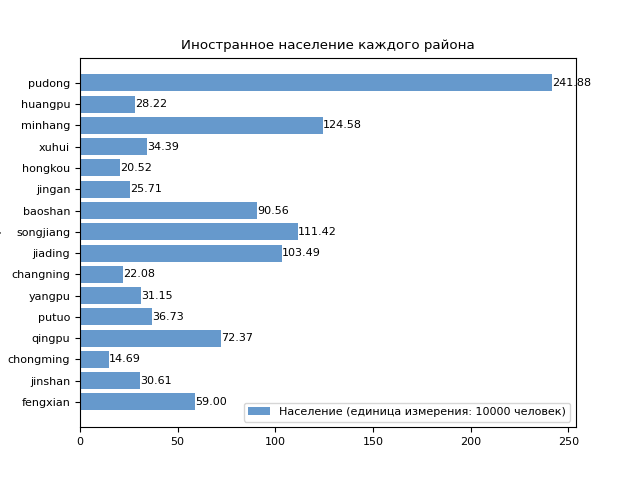 Иностранное население каждого района
pudong 241.88
huangpu 28.22
minhang 124.58
xuhui 34.39
hongkou 20.52
jingan 25.71
baoshan 90.56
songjiang 111.42
jiading 103.49
changning 22.08
yangpu 31.15
putuo 36.73
qingpu 72.37
chongming 14.69
jinshan 30.61
fengxian 59.00
Население (единица измерения: 10000 человек)
0 50 100 150 200 250